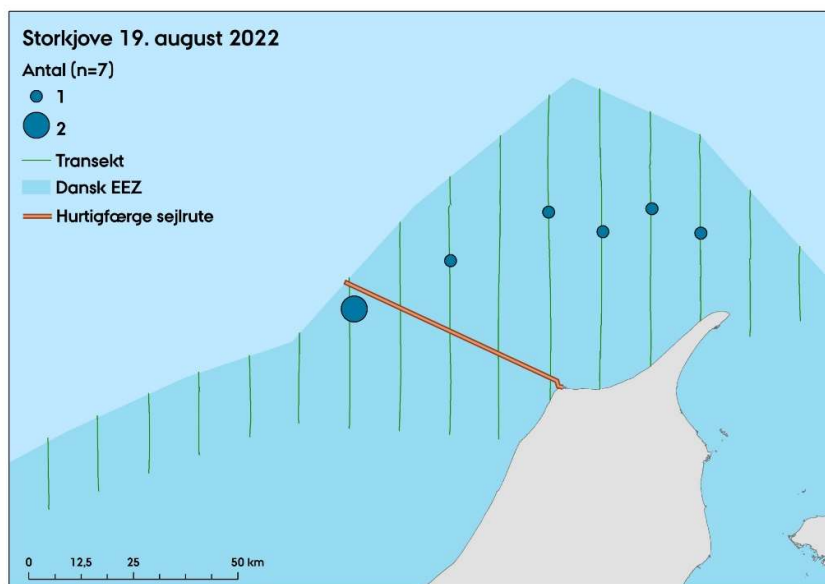 Storkjove 19. august 2022
Antal (n=7)
1
2
Transekt
Dansk EEZ
Hurtigfærge sejlrute
0 12,5 25 50 km